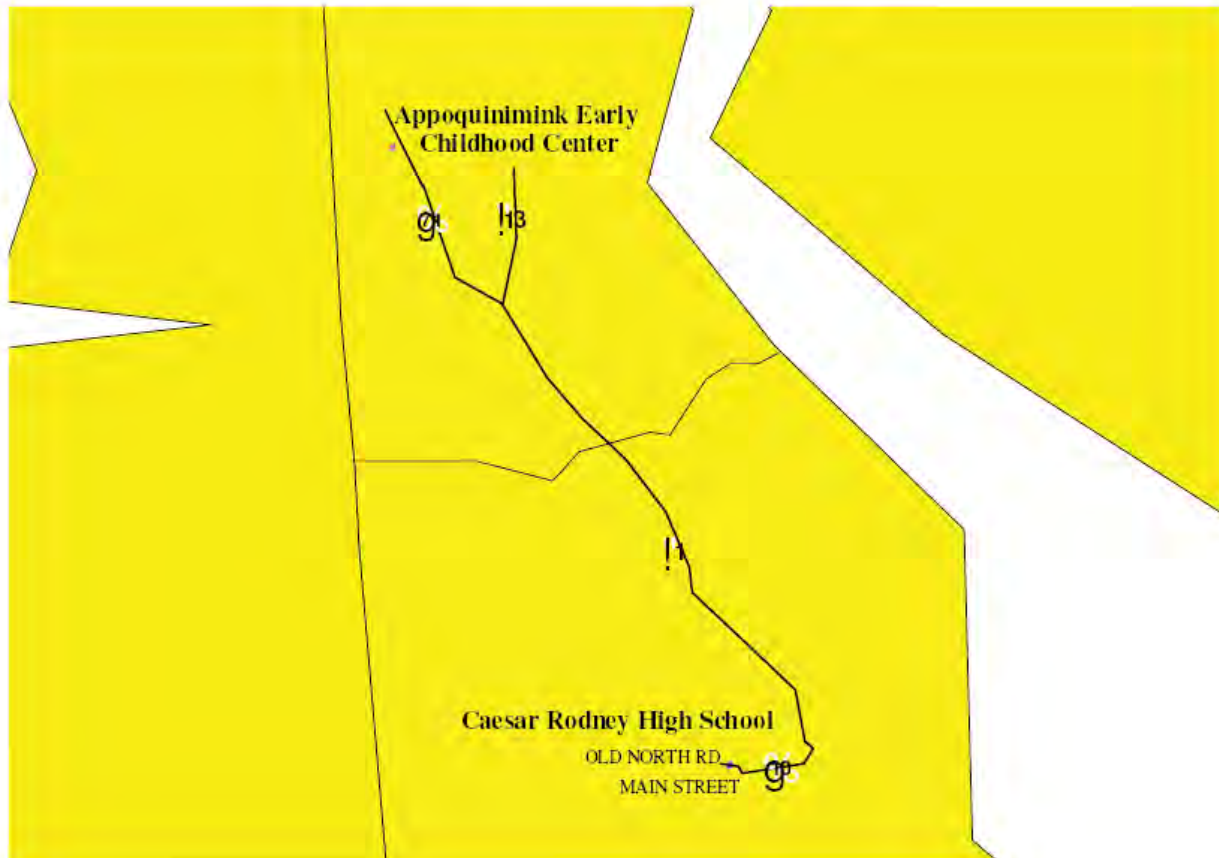 Appoquinimink Early
Childhood Center
13
1
Caesar Rodney High School
OLD NORTH RD
MAIN STREET